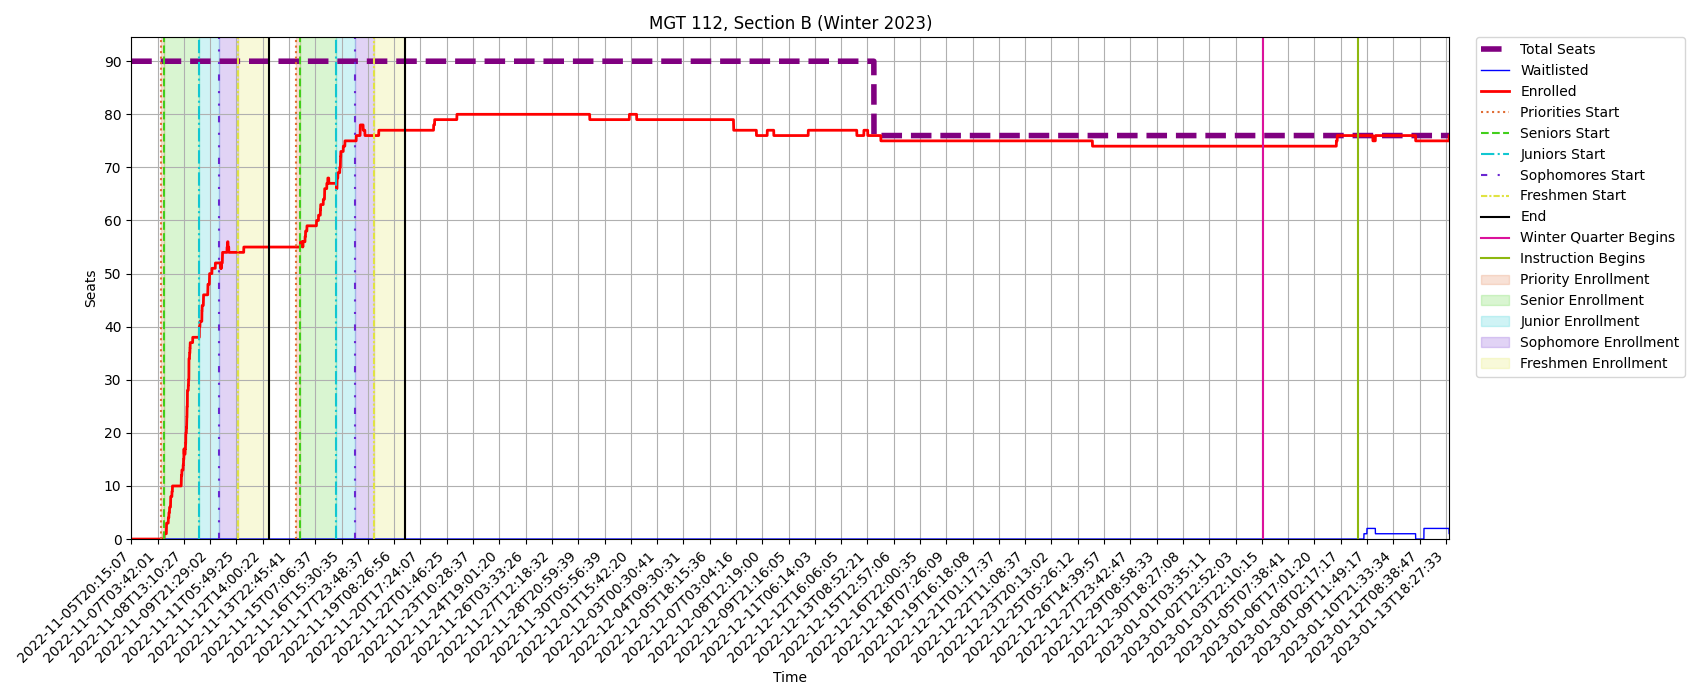 MGT 112, Section B (Winter 2023)
Seats
90
80
70
60
50
40
30
20
10
0
2022-11-05T20:15:07
2022-11-07T03:42:01
2022-11-08T13:10:27
2022-11-09T21:29:02
2022-11-11T05:49:25
2022-11-12T14:00:22
2022-11-13T22:45:41
2022-11-15T07:06:37
2022-11-16T15:30:35
2022-11-17T23:48:37
2022-11-19T08:26:56
2022-11-20T17:24:07
2022-11-22T01:46:25
2022-11-23T10:28:37
2022-11-24T19:01:20
2022-11-26T03:33:26
2022-11-27T12:18:32
2022-11-28T20:59:39
2022-11-30T05:56:39
2022-12-01T15:42:20
2022-12-03T00:30:41
2022-12-04T09:30:31
2022-12-05T18:15:36
2022-12-07T03:04:16
2022-12-08T12:19:00
2022-12-09T21:16:05
2022-12-11T06:14:03
2022-12-12T16:06:05
2022-12-13T08:52:21
2022-12-15T12:57:06
2022-12-16T22:00:35
2022-12-18T07:26:09
2022-12-19T16:18:08
2022-12-21T01:17:37
2022-12-22T11:08:37
2022-12-23T20:13:02
2022-12-25T05:26:12
2022-12-26T14:39:57
2022-12-27T23:42:47
2022-12-29T08:58:33
2022-12-30T18:27:08
2023-01-01T03:35:11
2023-01-02T12:52:03
2023-01-03T22:10:15
2023-01-05T07:38:41
2023-01-06T17:01:20
2023-01-08T02:17:17
2023-01-09T11:49:17
2023-01-10T21:33:34
2023-01-12T08:38:47
2023-01-13T18:27:33
Time
Total Seats
Waitlisted
Enrolled
Priorities Start
Seniors Start
Juniors Start
Sophomores Start
Freshmen Start
End
Winter Quarter Begins
Instruction Begins
Priority Enrollment
Senior Enrollment
Junior Enrollment
Sophomore Enrollment
Freshmen Enrollment